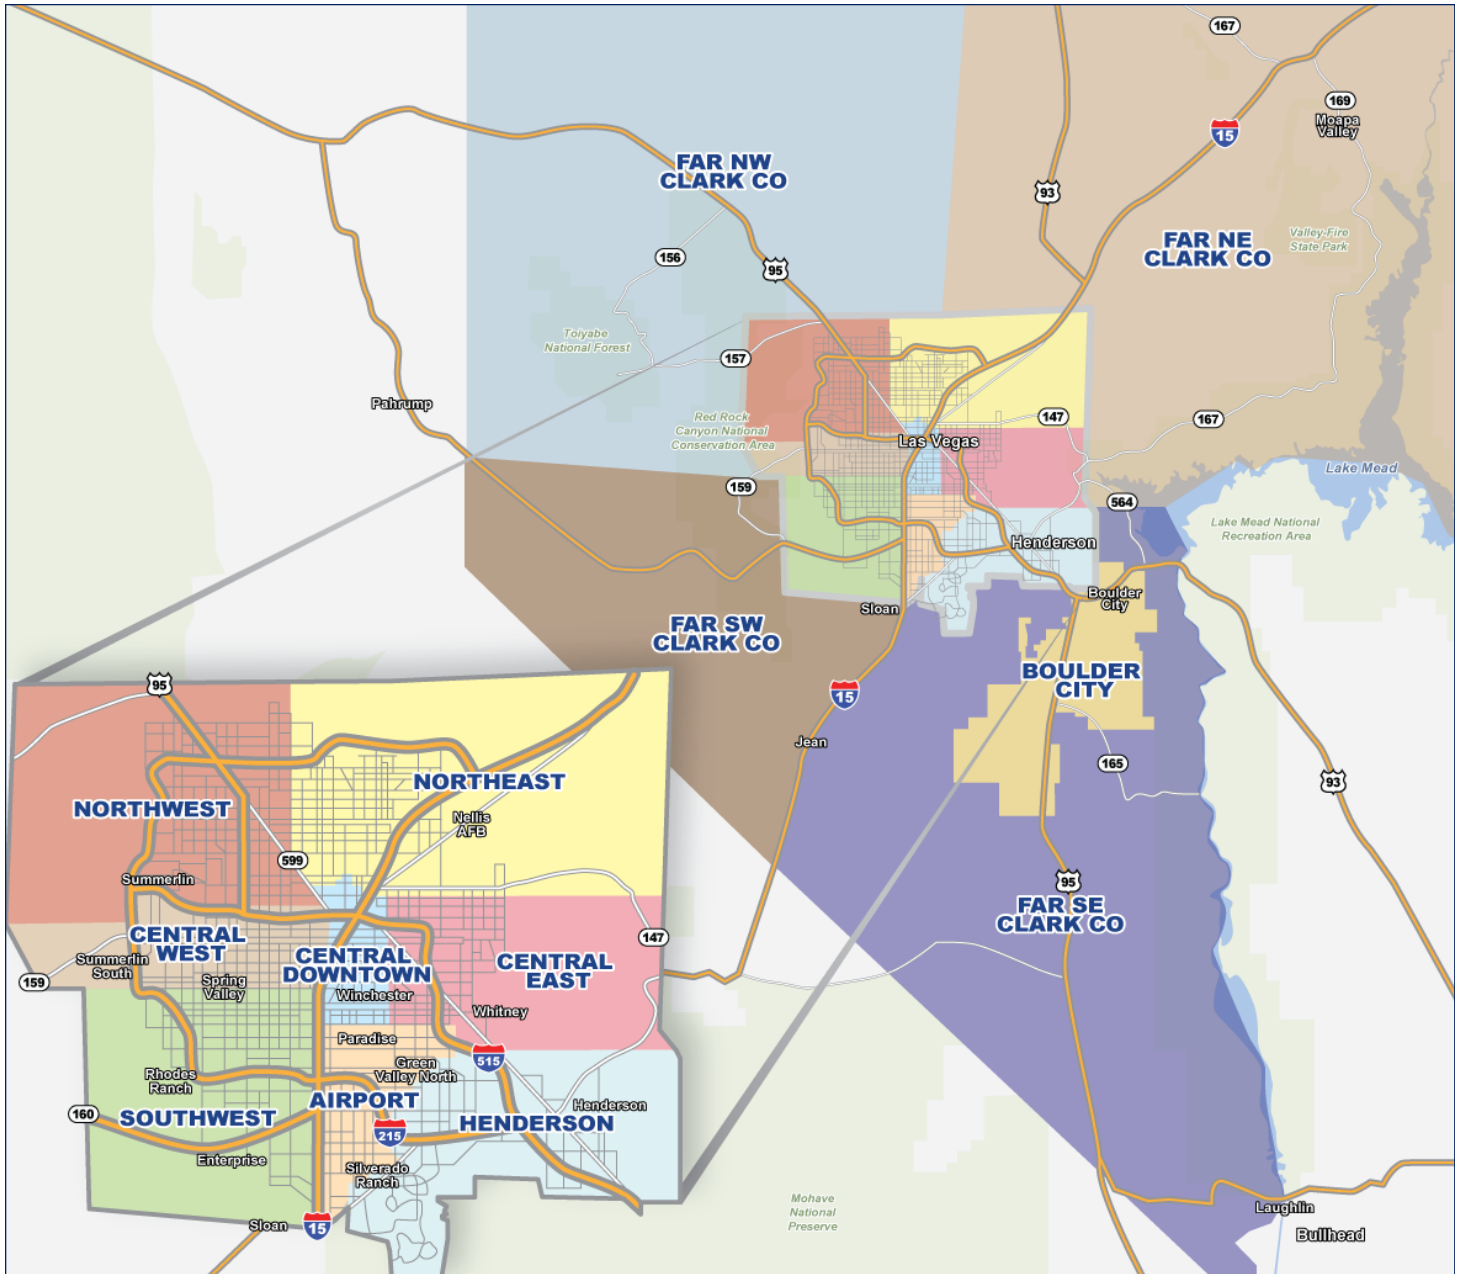 167
169
Moapa
Valley
15
FAR NW
CLARK CO
93
FAR NE
CLARK CO
Valley-Fire
State Park
156
95
Toiyabe
National Forest
157
Pahrump
Red Rock
Canyon National
Conservation Area
147
167
Las Vegas
Lake Mead
159
564
Lake Mead National
Recreation Area
Henderson
Boulder
City
Sloan
FAR SW
CLARK CO
BOULDER
CITY
15
Jean
165
93
95
FAR SE
CLARK CO
95
NORTHWEST
NORTHEAST
Nellis
AFB
599
Summerlin
CENTRAL
WEST
CENTRAL
DOWNTOWN
CENTRAL
EAST
147
Summerlin
South
159
Spring
Valley
Winchester
Whitney
Paradise
Green
Valley North
515
Rhodes
Ranch
AIRPORT
Henderson
160
SOUTHWEST
HENDERSON
215
Enterprise
Silverado
Ranch
Sloan
15
Mohave
National
Preserve
Laughlin
Bullhead